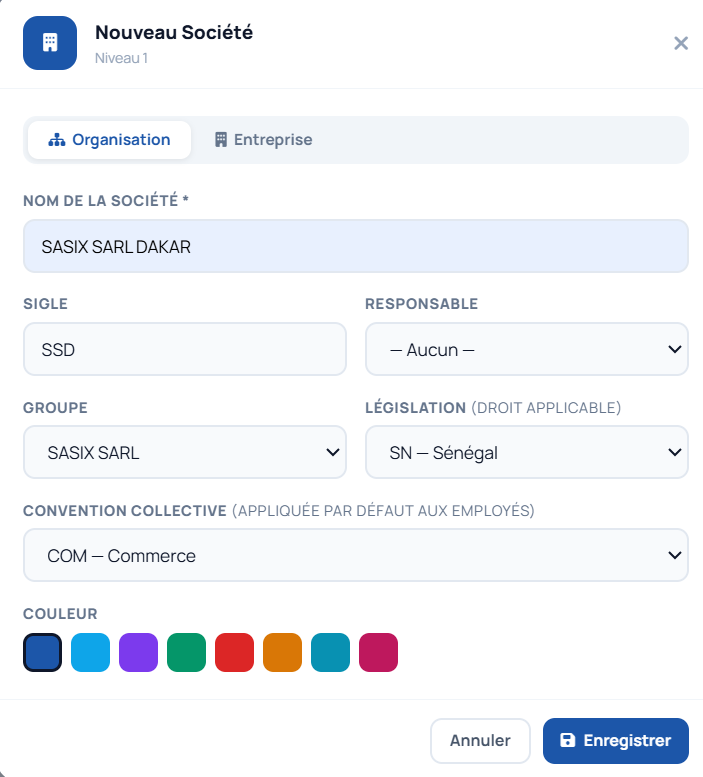 Nouveau Société
Niveau 1
Organisation
Entreprise
NOM DE LA SOCIÉTÉ *
SASIX SARL DAKAR
SIGLE
RESPONSABLE
SSD
— Aucun —
GROUPE
LÉGISLATION (DROIT APPLICABLE)
SASIX SARL
SN — Sénégal
CONVENTION COLLECTIVE (APPLIQUÉE PAR DÉFAUT AUX EMPLOYÉS)
COM — Commerce
COULEUR
Annuler
Enregistrer